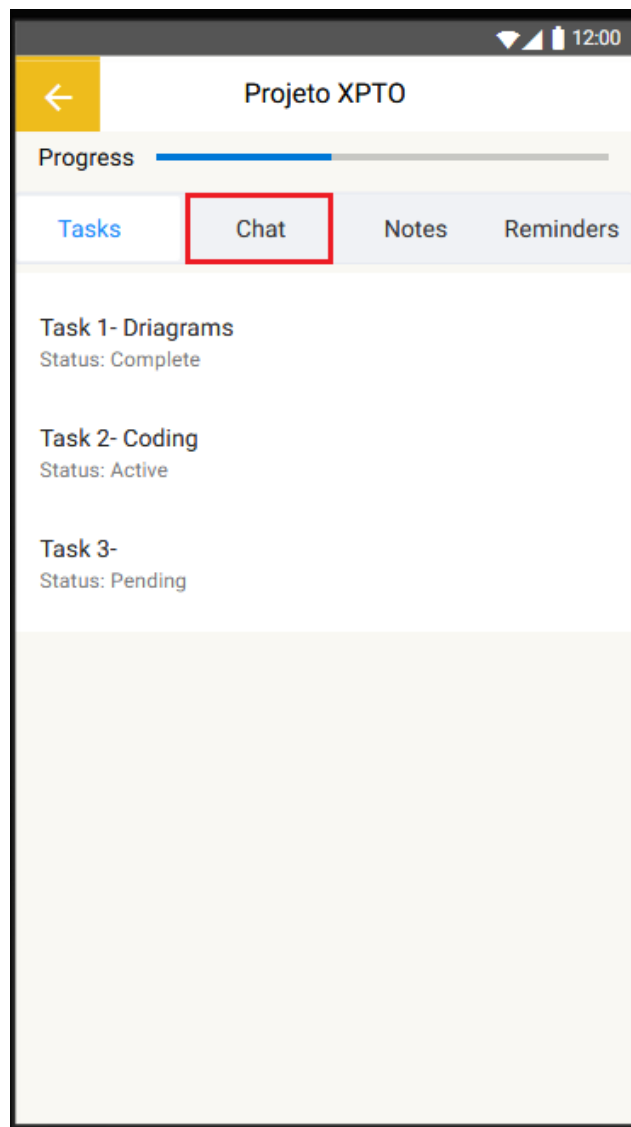 12:00
Projeto XPTO
Progress
Tasks Chat Notes Reminders
Task 1- Driagrams
Status: Complete
Task 2- Coding
Status: Active
Task 3-
Status: Pending